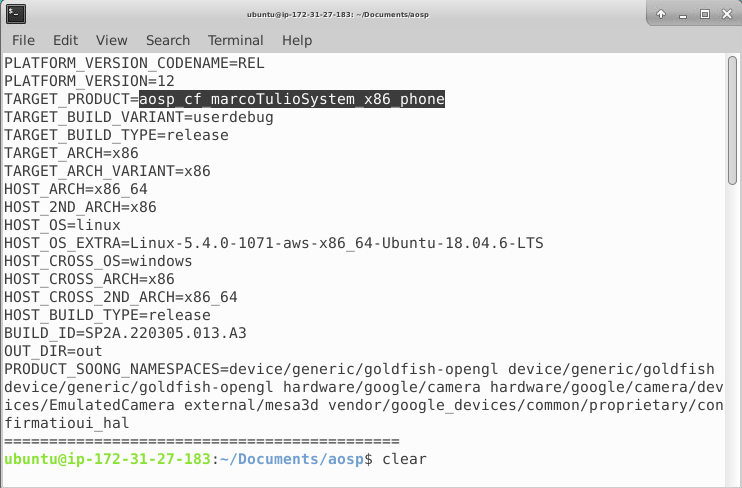 ubuntu@ip-172-31-27-183: ~/Documents/aosp
File Edit View Search Terminal Help
PLATFORM_VERSION_CODENAME=REL
PLATFORM_VERSION=12
TARGET_PRODUCT=aosp_cf_marcoTulioSystem_x86_phone
TARGET_BUILD_VARIANT=userdebug
TARGET_BUILD_TYPE=release
TARGET_ARCH=x86
TARGET_ARCH_VARIANT=x86
HOST_ARCH=x86_64
HOST_2ND_ARCH=x86
HOST_OS=linux
HOST_OS_EXTRA=Linux-5.4.0-1071-aws-x86_64-Ubuntu-18.04.6-LTS
HOST_CROSS_OS=windows
HOST_CROSS_ARCH=x86
HOST_CROSS_2ND_ARCH=x86_64
HOST_BUILD_TYPE=release
BUILD_ID=SP2A.220305.013.A3
OUT_DIR=out
PRODUCT_SOONG_NAMESPACES=device/generic/goldfish-opengl device/generic/goldfish
device/generic/goldfish-opengl hardware/google/camera hardware/google/camera/dev
ices/EmulatedCamera external/mesa3d vendor/google_devices/common/proprietary/con
firmatioui_hal
============================================
ubuntu@ip-172-31-27-183:~/Documents/aosp$ clear